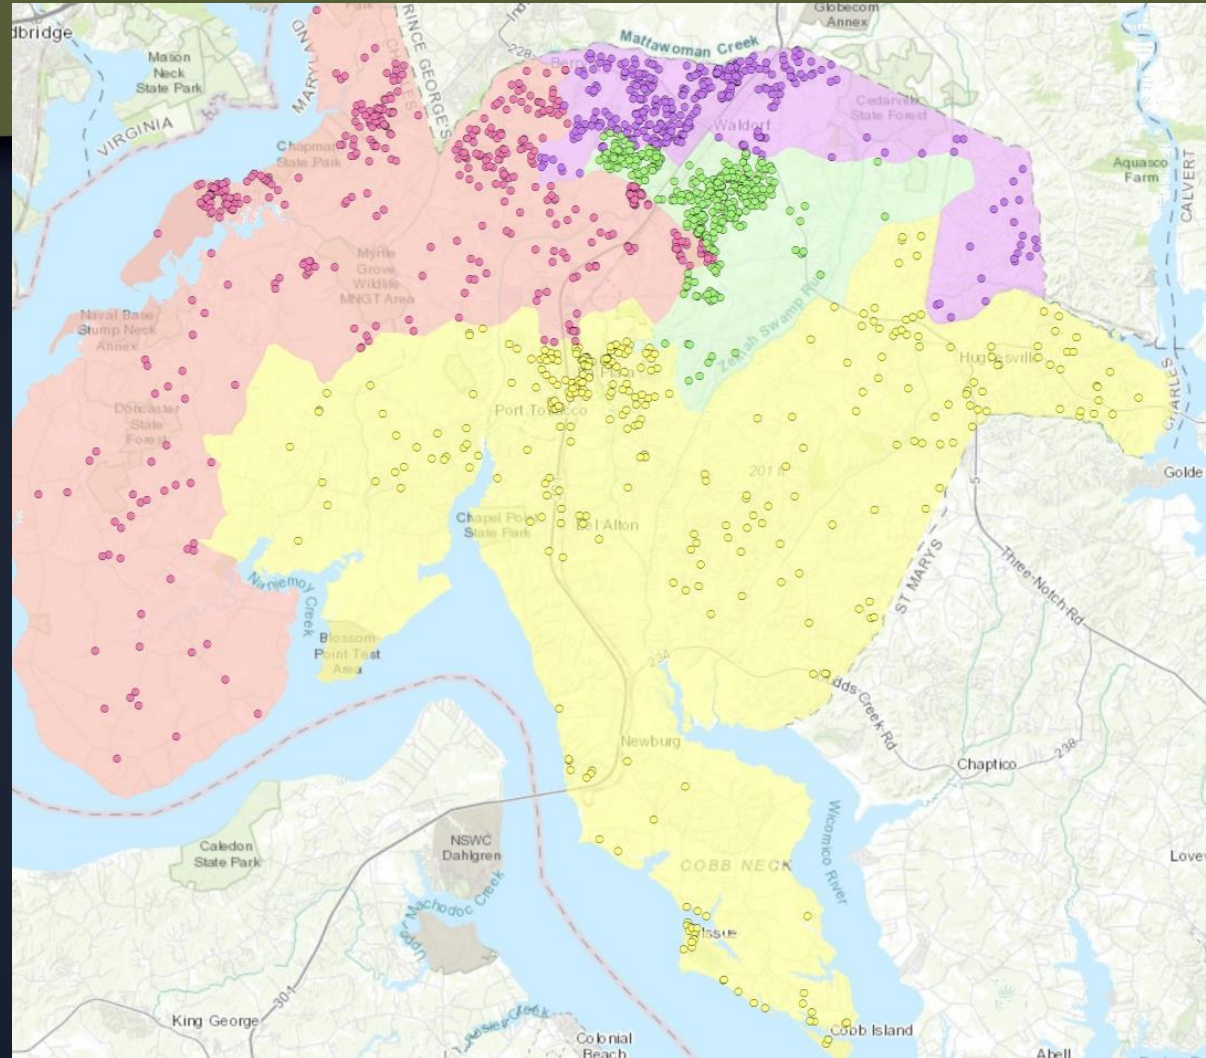 dbridge
Mason
Neck
State Park
MARYLAND
VIRGINIA
CHARLES
RINCE GEORGE'S
228
Mattawoman Creek
Globecom
Annex
Waldorf
Cedarville
State Forest
Aquasco
Farm
CALVERT
Chapman
State Park
Myrtle
Grove
Wildlife
MNGT Area
Naval Base
Stump Neck
Annex
Zekiah Swamp Run
Hughesville
CHARLES
Golde
Doncaster
State
Forest
Port Tobacco
201 ft
5
Chapel Point
State Park
Bel Alton
ST MARYS
Three-Notch-Rd
Nanjemoy
Creek
Blossom
Point Test
Area
234
Budds-Creek-Rd
Newburg
Chaptico
238
Wicomico River
Caledon
State Park
NSWC
Dahlgren
COBB NECK
Love
Upper Machodoc Creek
Issue
301
King George
Colonial
Beach
Cobb Island
Abell